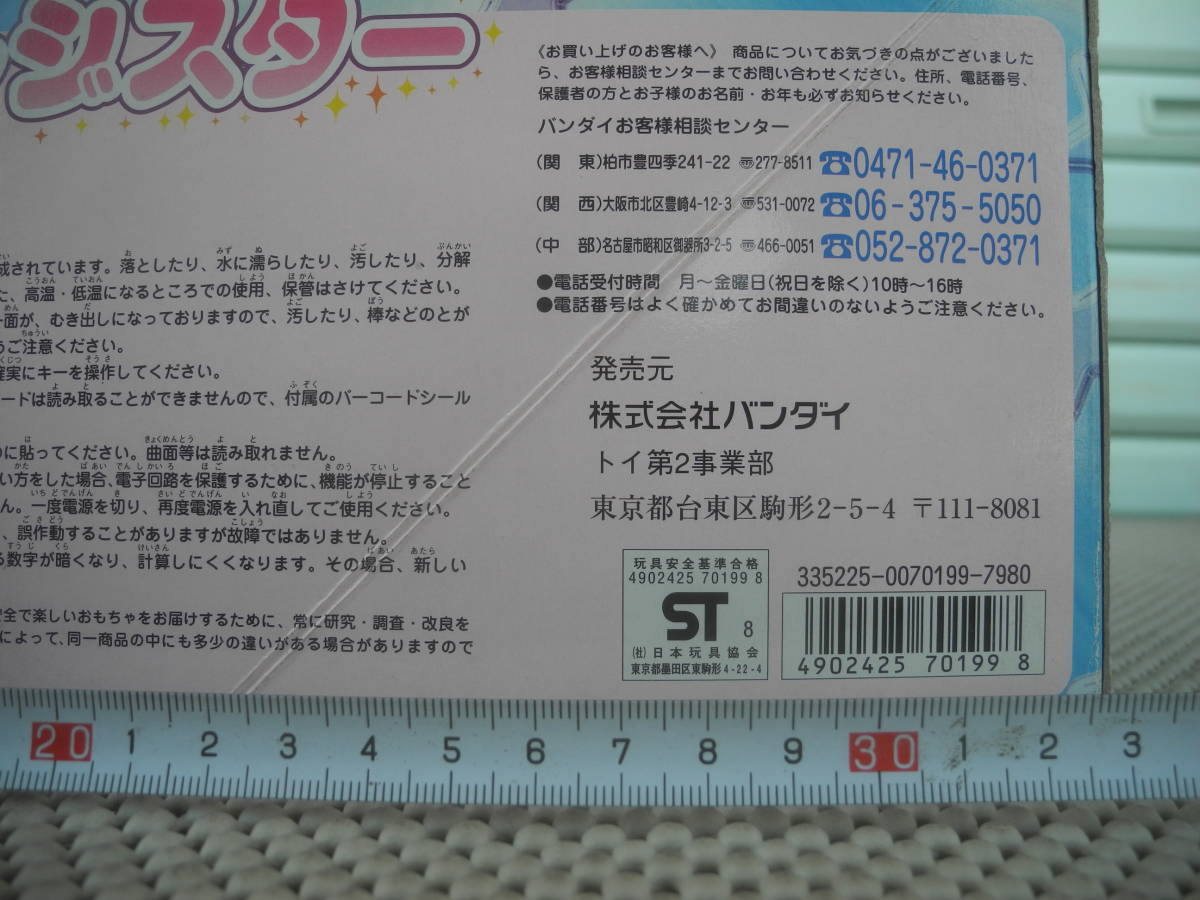 ジスター
〈お買い上げのお客様へ〉 商品についてお気づきの点がございました
ら、お客様相談センターまでお問い合わせください。住所、電話番号、
保護者の方とお子様のお名前・お年も必ずお知らせください。
バンダイお客様相談センター
(関 東)柏市豊四季241-22 〠277-8511 ☎0471-46-0371
(関 西)大阪市北区豊崎4-12-3 〠531-0072 ☎06-375-5050
(中 部)名古屋市昭和区御器所3-2-5 〠466-0051 ☎052-872-0371
●電話受付時間 月〜金曜日(祝日を除く)10時〜16時
●電話番号はよく確かめてお間違いのないようご注意ください。
発売元
株式会社バンダイ
トイ第2事業部
東京都台東区駒形2-5-4 〒111-8081
成されています。落としたり、水に濡らしたり、汚したり、分解
た、高温・低温になるところでの使用、保管はさけてください。
面が、むき出しになっておりますので、汚したり、棒などのとが
うご注意ください。
確実にキーを操作してください。
ードは読み取ることができませんので、付属のバーコードシール
に貼ってください。曲面等は読み取れません。
い方をした場合、電子回路を保護するために、機能が停止すること
ん。一度電源を切り、再度電源を入れ直してご使用ください。
、誤作動することがありますが故障ではありません。
る数字が暗くなり、計算しにくくなります。その場合、新しい
安全で楽しいおもちゃをお届けするために、常に研究・調査・改良を
によって、同一商品の中にも多少の違いがある場合がありますので
玩具安全基準合格
4902425 70199 8
ST 8
(社)日本玩具協会
東京都墨田区東駒形4-22-4
335225-0070199-7980
4902425 701998
20 1 2 3 4 5 6 7 8 9 30 1 2 3